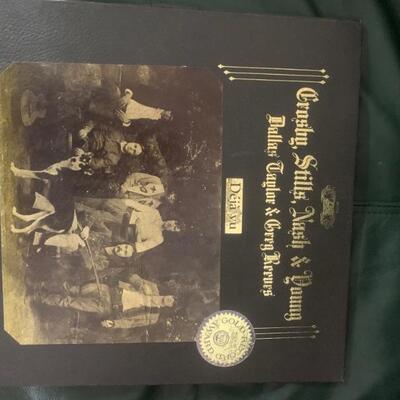 Crosby, Stills, Nash & Young
Dallas Taylor & Greg Reeves
Déjà vu